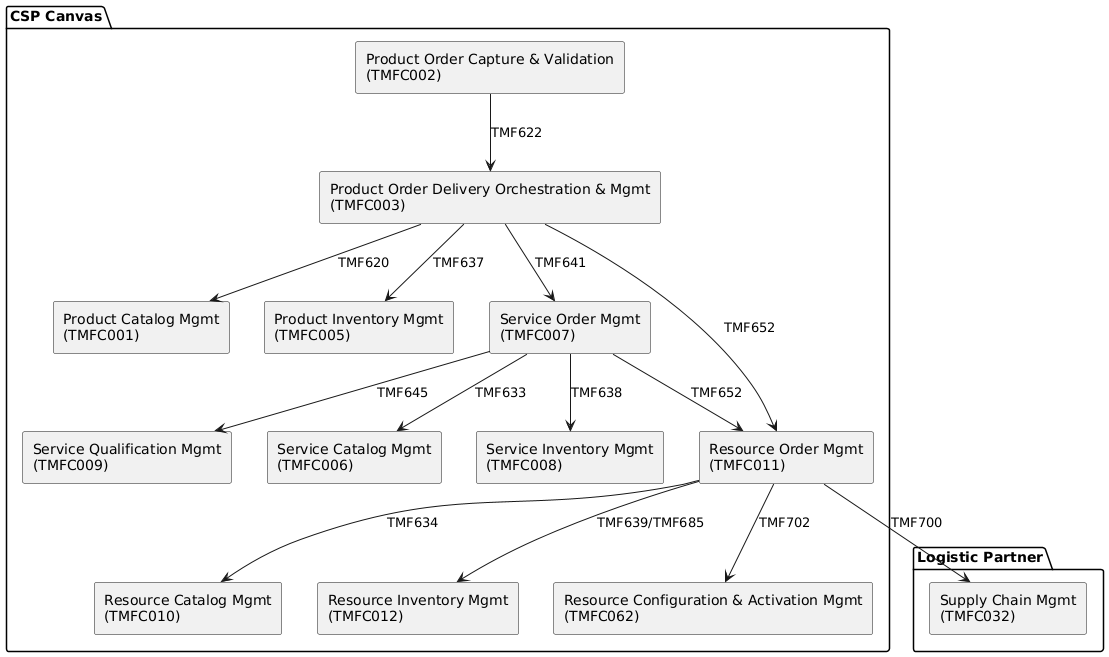 CSP Canvas
Product Order Capture & Validation
(TMFC002)
TMF622
Product Order Delivery Orchestration & Mgmt
(TMFC003)
TMF620
TMF637
TMF641
TMF652
Product Catalog Mgmt
(TMFC001)
Product Inventory Mgmt
(TMFC005)
Service Order Mgmt
(TMFC007)
TMF645
TMF633
TMF638
TMF652
Service Qualification Mgmt
(TMFC009)
Service Catalog Mgmt
(TMFC006)
Service Inventory Mgmt
(TMFC008)
Resource Order Mgmt
(TMFC011)
TMF634
TMF639/TMF685
TMF702
TMF700
Logistic Partner
Resource Catalog Mgmt
(TMFC010)
Resource Inventory Mgmt
(TMFC012)
Resource Configuration & Activation Mgmt
(TMFC062)
Supply Chain Mgmt
(TMFC032)